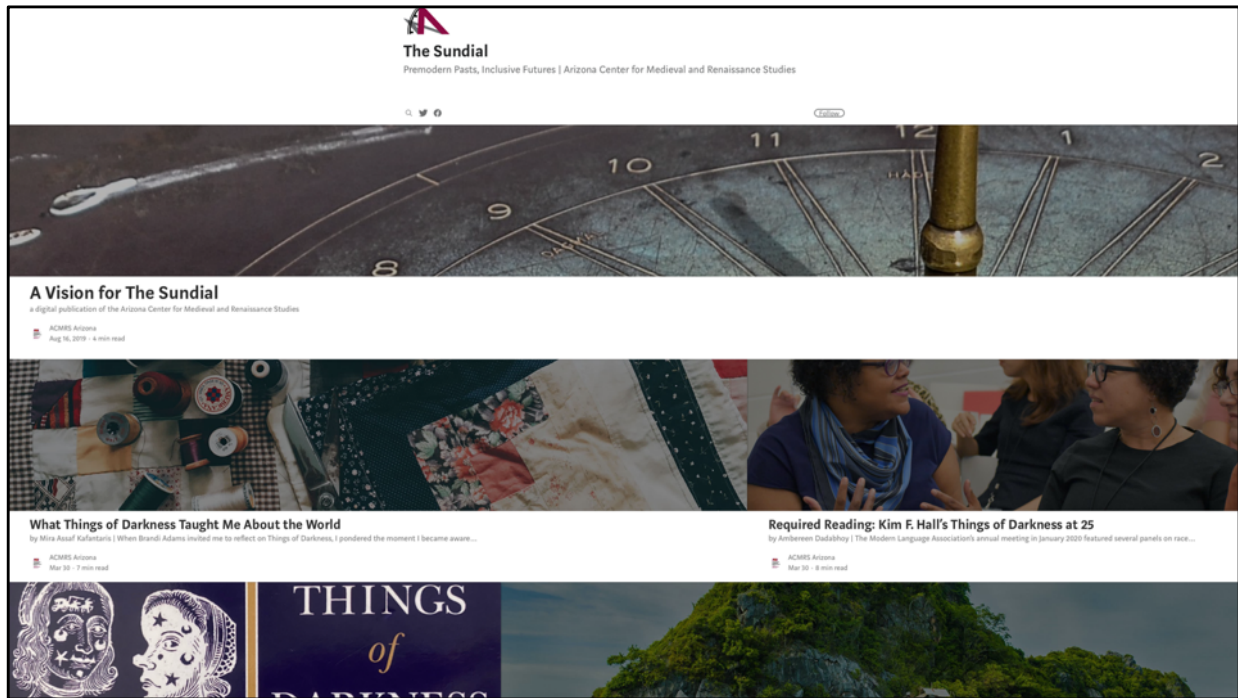 The Sundial
Premodern Pasts, Inclusive Futures | Arizona Center for Medieval and Renaissance Studies
Follow
11
12
1
10
2
MADE
9
8
A Vision for The Sundial
a digital publication of the Arizona Center for Medieval and Renaissance Studies
ACMRS Arizona
Aug 16, 2019 · 4 min read
What Things of Darkness Taught Me About the World
by Mira Assaf Kafantaris | When Brandi Adams invited me to reflect on Things of Darkness, I pondered the moment I became aware...
ACMRS Arizona
Mar 30 · 7 min read
Required Reading: Kim F. Hall's Things of Darkness at 25
by Ambereen Dadabhoy | The Modern Language Association's annual meeting in January 2020 featured several panels on race...
ACMRS Arizona
Mar 30 · 8 min read
THINGS
of
DARKNESS